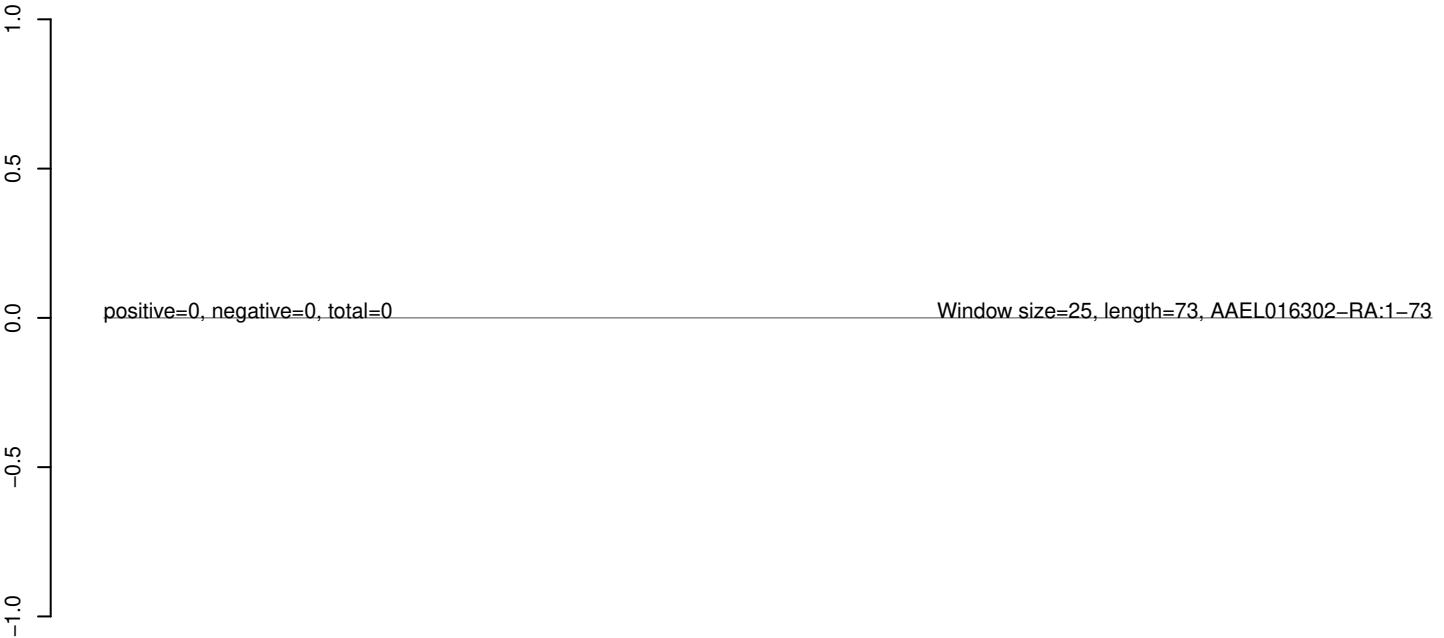 1.0
0.5
0.0
−0.5
−1.0
positive=0, negative=0, total=0
Window size=25, length=73, AAEL016302−RA:1−73